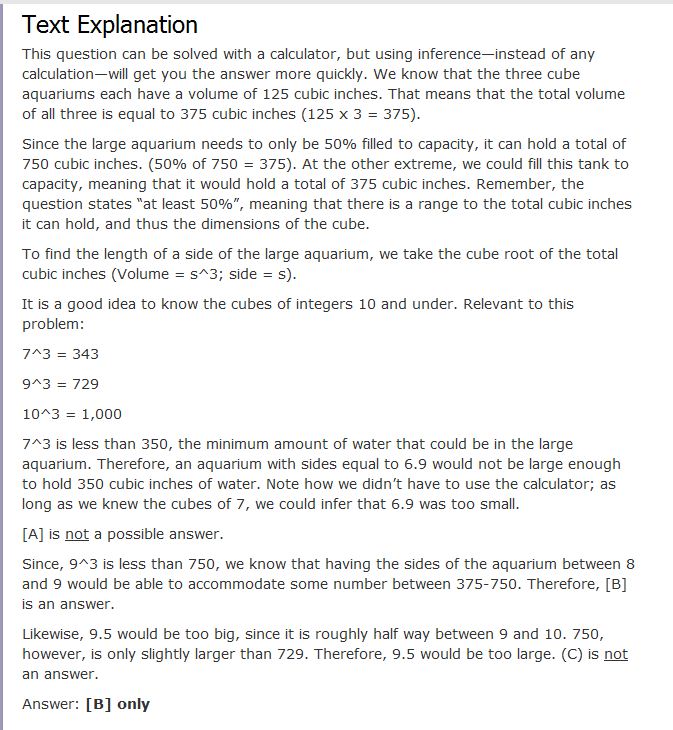 Text Explanation
This question can be solved with a calculator, but using inference—instead of any
calculation—will get you the answer more quickly. We know that the three cube
aquariums each have a volume of 125 cubic inches. That means that the total volume
of all three is equal to 375 cubic inches (125 x 3 = 375).
Since the large aquarium needs to only be 50% filled to capacity, it can hold a total of
750 cubic inches. (50% of 750 = 375). At the other extreme, we could fill this tank to
capacity, meaning that it would hold a total of 375 cubic inches. Remember, the
question states “at least 50%”, meaning that there is a range to the total cubic inches
it can hold, and thus the dimensions of the cube.
To find the length of a side of the large aquarium, we take the cube root of the total
cubic inches (Volume = s^3; side = s).
It is a good idea to know the cubes of integers 10 and under. Relevant to this
problem:
7^3 = 343
9^3 = 729
10^3 = 1,000
7^3 is less than 350, the minimum amount of water that could be in the large
aquarium. Therefore, an aquarium with sides equal to 6.9 would not be large enough
to hold 350 cubic inches of water. Note how we didn’t have to use the calculator; as
long as we knew the cubes of 7, we could infer that 6.9 was too small.
[A] is not a possible answer.
Since, 9^3 is less than 750, we know that having the sides of the aquarium between 8
and 9 would be able to accommodate some number between 375-750. Therefore, [B]
is an answer.
Likewise, 9.5 would be too big, since it is roughly half way between 9 and 10. 750,
however, is only slightly larger than 729. Therefore, 9.5 would be too large. (C) is not
an answer.
Answer: [B] only